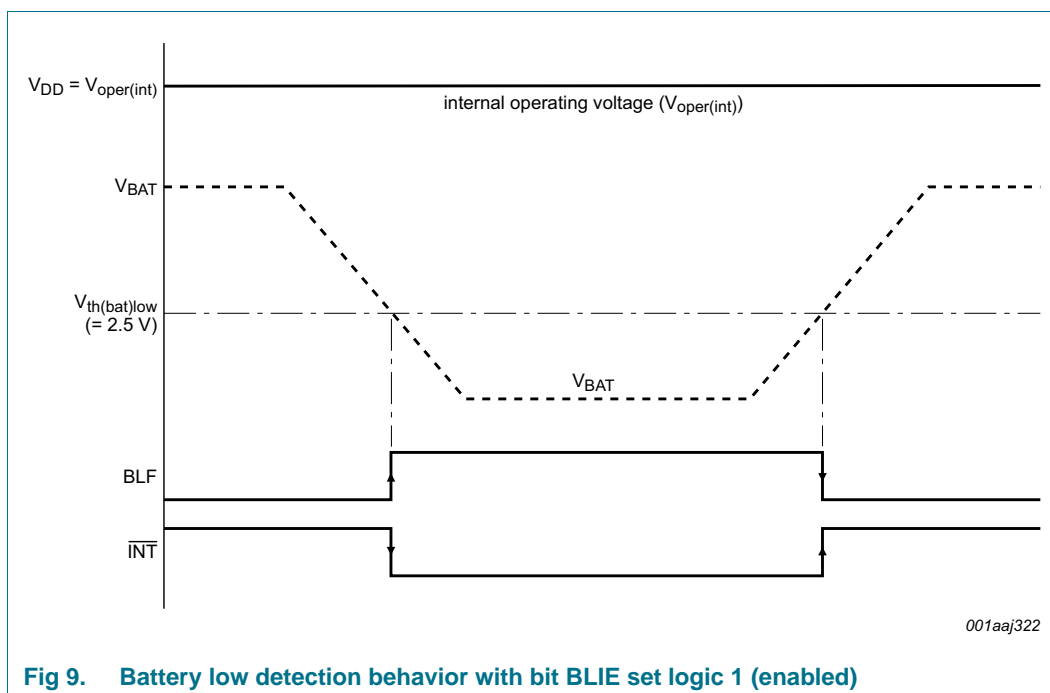 VDD = Voper(int)
internal operating voltage (Voper(int))
VBAT
Vth(bat)low
(= 2.5 V)
VBAT
BLF
INT
001aaj322
Fig 9. Battery low detection behavior with bit BLIE set logic 1 (enabled)